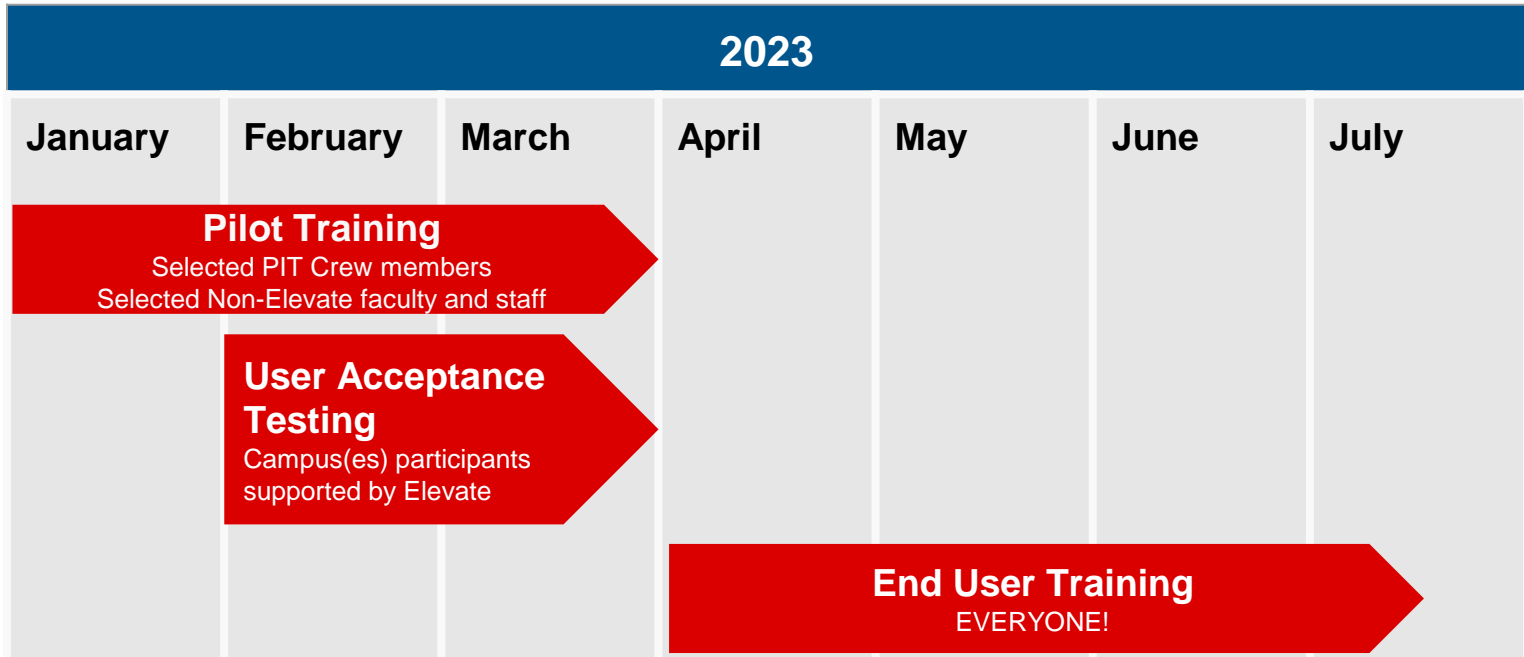 2023
January
February
March
April
May
June
July
Pilot Training
Selected PIT Crew members
Selected Non-Elevate faculty and staff
User Acceptance
Testing
Campus(es) participants
supported by Elevate
End User Training
EVERYONE!